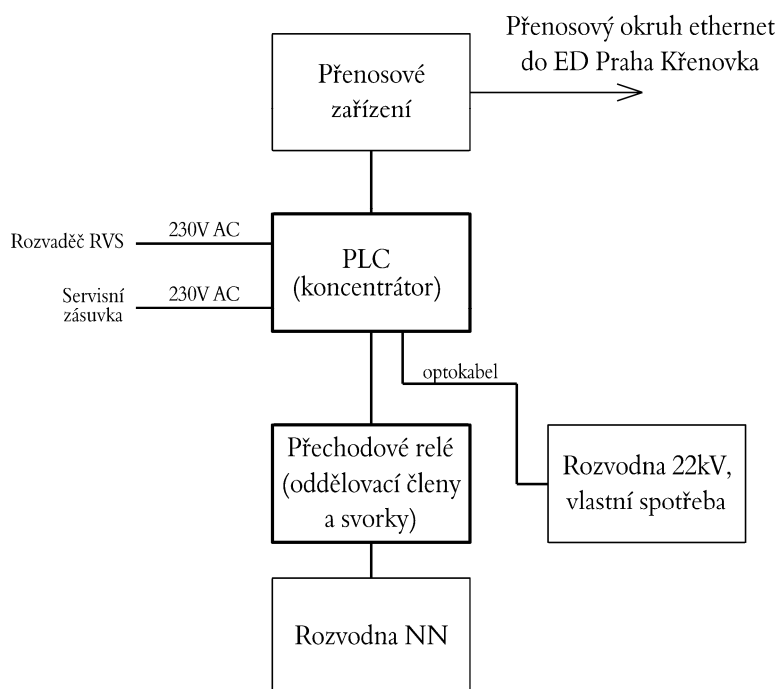 Přenosový okruh ethernet
do ED Praha Křenovka
Přenosové
zařízení
230V AC
Rozvaděč RVS
PLC
(koncentrátor)
Servisní
zásuvka
230V AC
optokabel
Přechodové relé
(oddělovací členy
a svorky)
Rozvodna 22kV,
vlastní spotřeba
Rozvodna NN